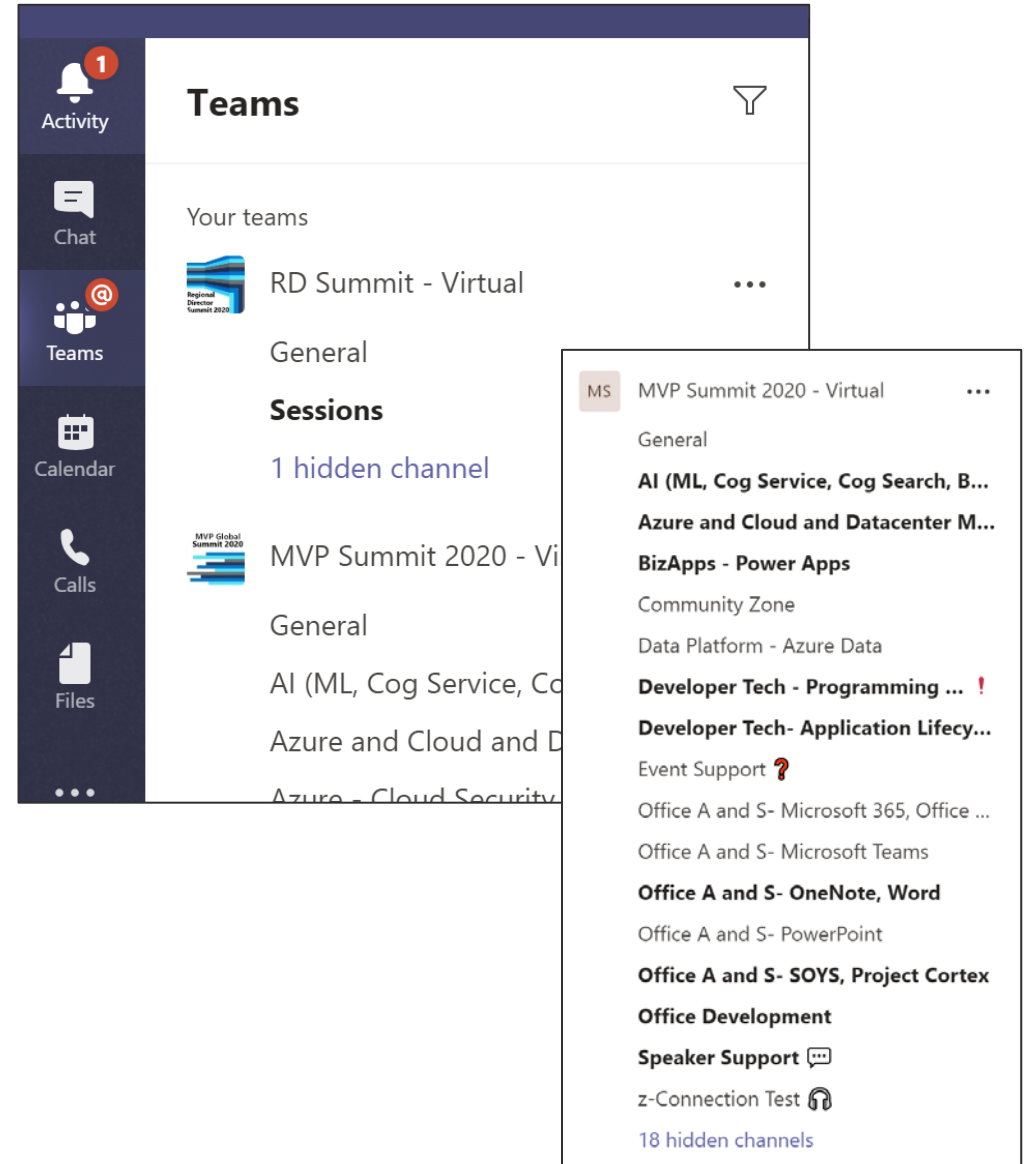 1
Activity
Chat
@
Teams
Calendar
Calls
Files
Teams
Your teams
Regional
Director
Summit 2020
RD Summit - Virtual
General
Sessions
1 hidden channel
MVP Global
Summit 2020
MVP Summit 2020 - Vi
General
AI (ML, Cog Service, Co
Azure and Cloud and D
Azure - Cloud Security
MS
MVP Summit 2020 - Virtual
General
AI (ML, Cog Service, Cog Search, B...
Azure and Cloud and Datacenter M...
BizApps - Power Apps
Community Zone
Data Platform - Azure Data
Developer Tech - Programming ... ❗
Developer Tech- Application Lifecy...
Event Support ❓
Office A and S- Microsoft 365, Office ...
Office A and S- Microsoft Teams
Office A and S- OneNote, Word
Office A and S- PowerPoint
Office A and S- SOYS, Project Cortex
Office Development
Speaker Support 💬
z-Connection Test 🎧
18 hidden channels